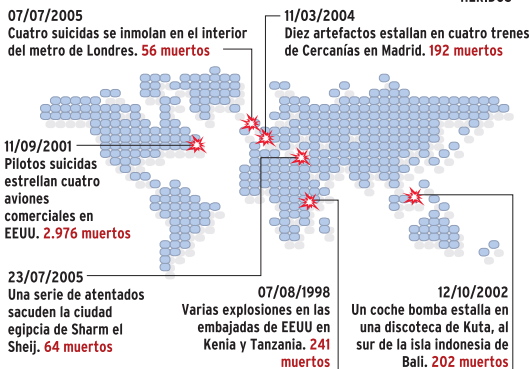 07/07/2005
Cuatro suicidas se inmolan en el interior
del metro de Londres. 56 muertos
11/03/2004
Diez artefactos estallan en cuatro trenes
de Cercanías en Madrid. 192 muertos
11/09/2001
Pilotos suicidas
estrellan cuatro
aviones
comerciales en
EEUU. 2.976 muertos
23/07/2005
Una serie de atentados
sacuden la ciudad
egipcia de Sharm el
Sheij. 64 muertos
07/08/1998
Varias explosiones en las
embajadas de EEUU en
Kenia y Tanzania. 241
muertos
12/10/2002
Un coche bomba estalla en
una discoteca de Kuta, al
sur de la isla indonesia de
Bali. 202 muertos